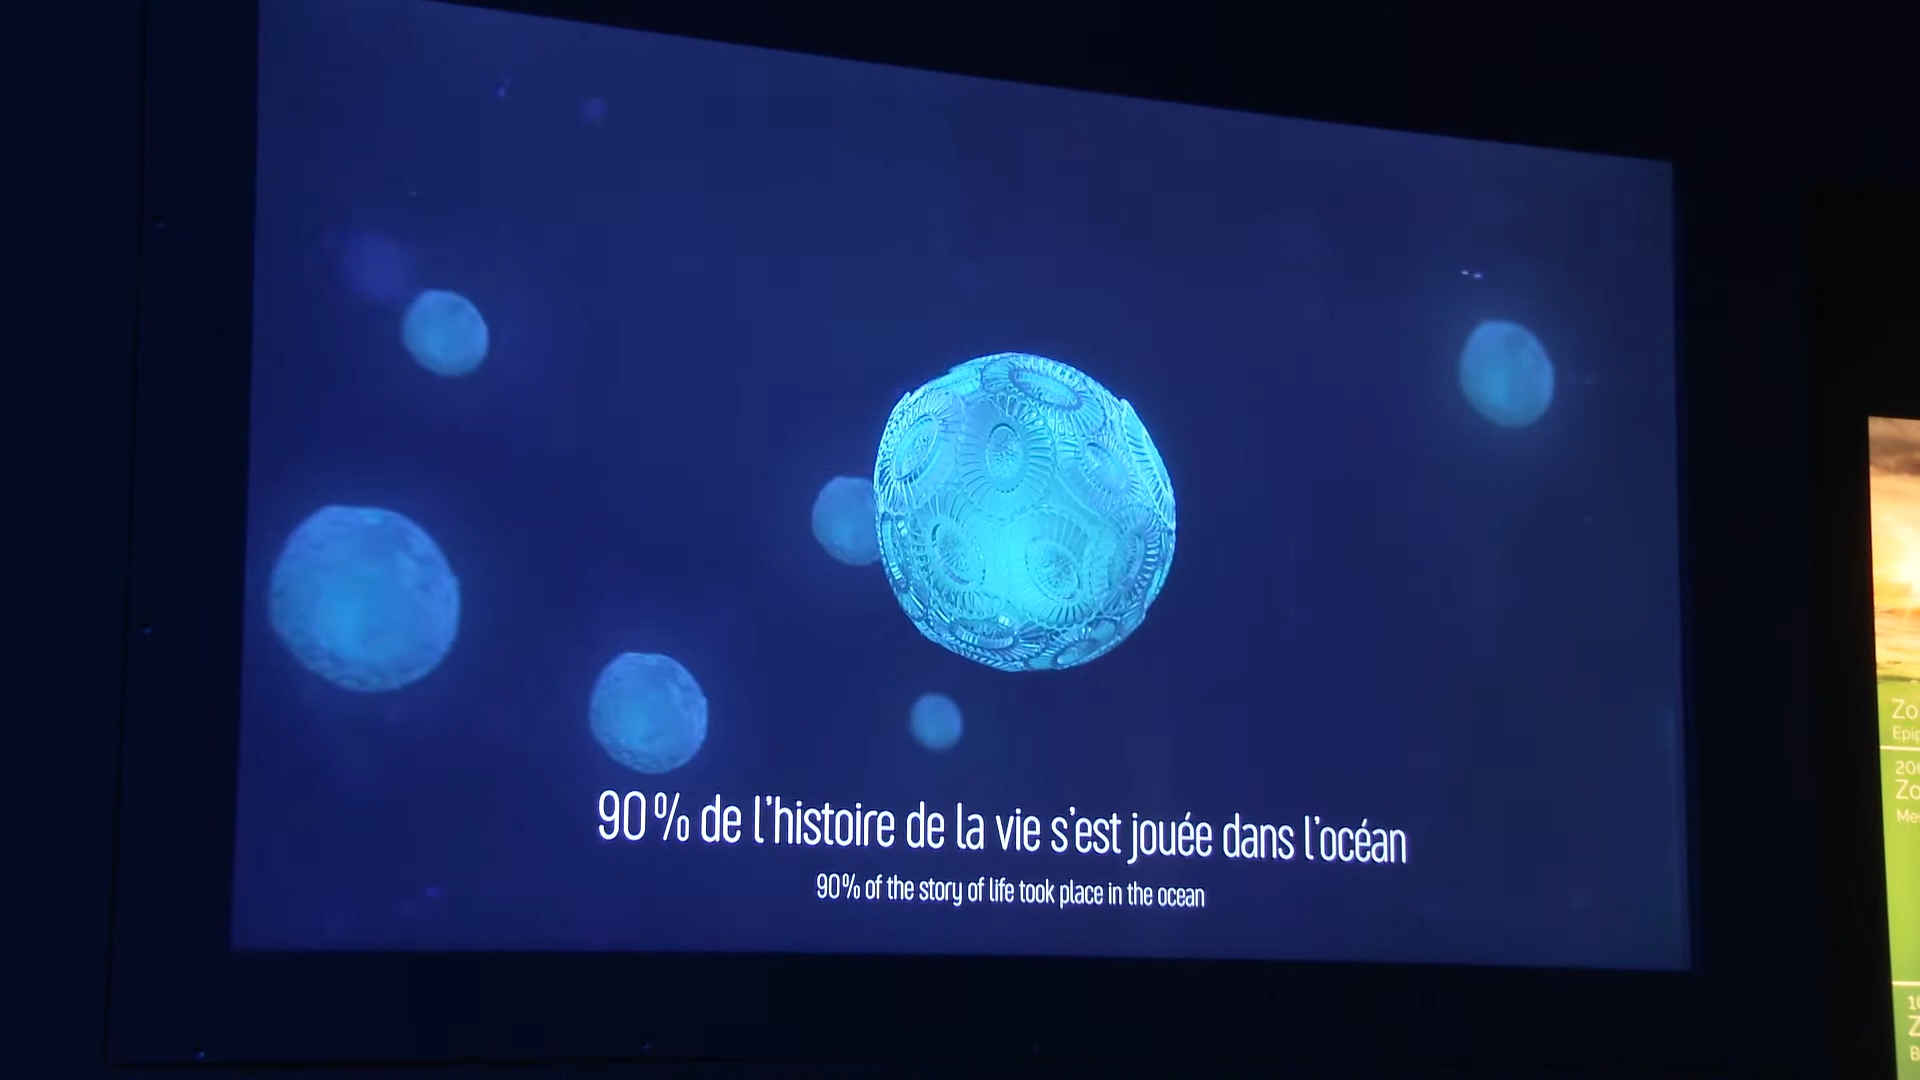 90% de l'histoire de la vie s'est jouée dans l'océan
90% of the story of life took place in the ocean